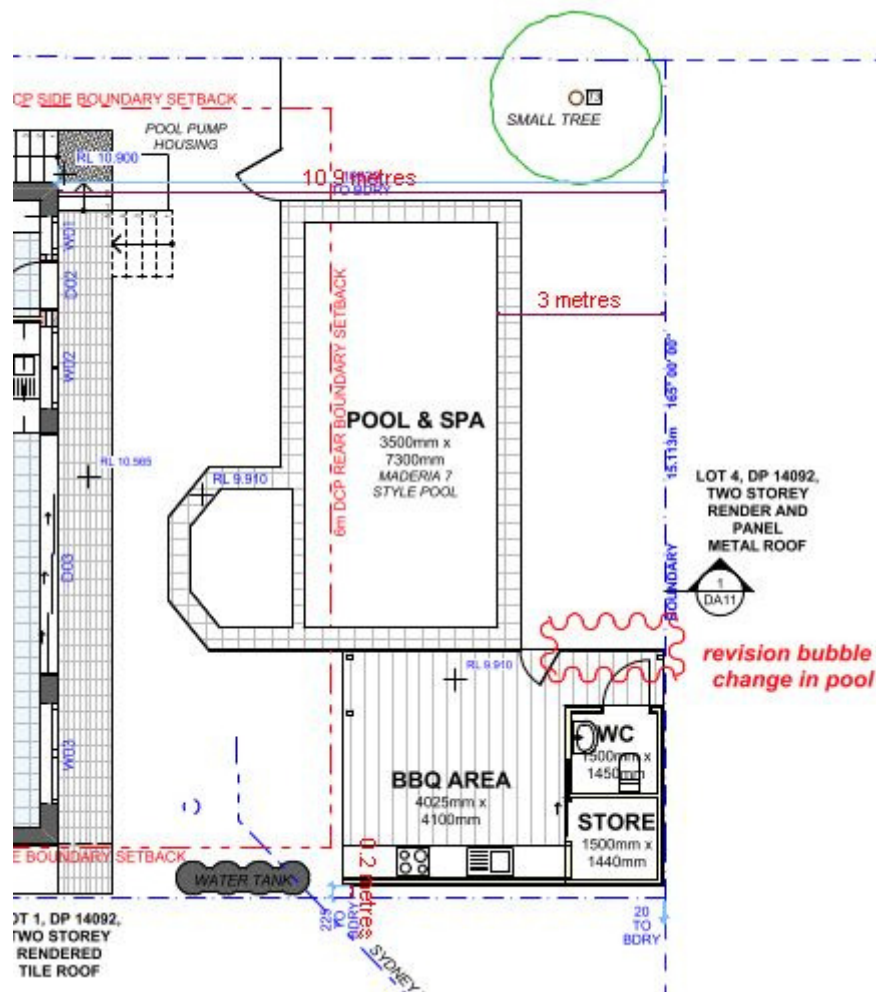 CP SIDE BOUNDARY SETBACK
POOL PUMP
HOUSING
SMALL TREE
RL 10.900
10.9 metres
TO BDRY
3 metres
W01
D02
W02
6m DCP REAR BOUNDARY SETBACK
POOL & SPA
3500mm x
7300mm
MADERIA 7
STYLE POOL
15.113m 165° 00' 00"
BOUNDARY
RL 10.565
RL 9.910
LOT 4, DP 14092,
TWO STOREY
RENDER AND
PANEL
METAL ROOF
1
DA11
D03
revision bubble
change in pool
RL 9.910
WC
1500mm x
1450mm
BBQ AREA
4025mm x
4100mm
STORE
1500mm x
1440mm
W03
0.2 metres
E BOUNDARY SETBACK
WATER TANK
225
TO
BDRY
20
TO
BDRY
SYDNEY
OT 1, DP 14092,
TWO STOREY
RENDERED
TILE ROOF